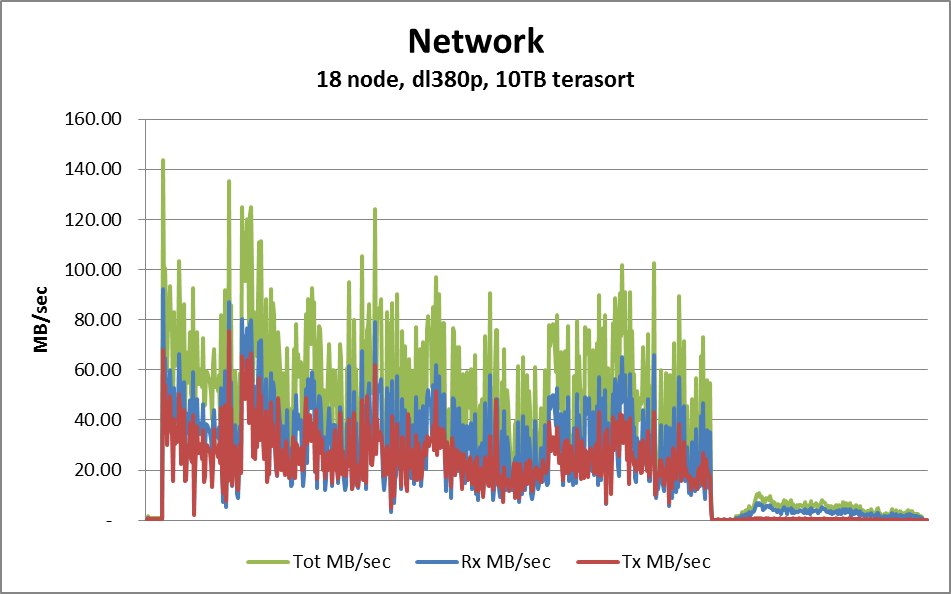 Network
18 node, dl380p, 10TB terasort
160.00
140.00
120.00
100.00
80.00
60.00
40.00
20.00
-
MB/sec
Tot MB/sec Rx MB/sec Tx MB/sec